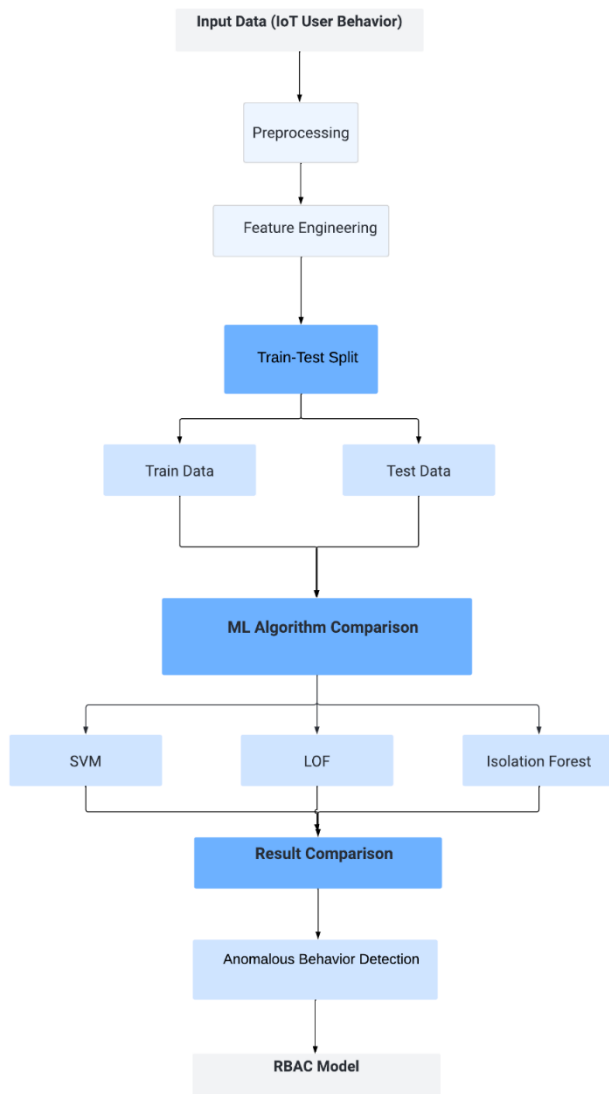 Input Data (IoT User Behavior)
Preprocessing
Feature Engineering
Train-Test Split
Train Data
Test Data
ML Algorithm Comparison
SVM
LOF
Isolation Forest
Result Comparison
Anomalous Behavior Detection
RBAC Model